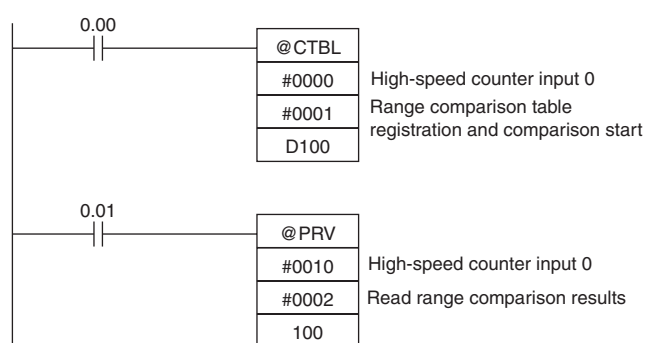 0.00
@CTBL
#0000 High-speed counter input 0
#0001 Range comparison table
registration and comparison start
D100
0.01
@PRV
#0010 High-speed counter input 0
#0002 Read range comparison results
100